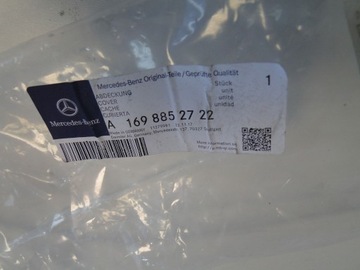 Mercedes-Benz Original-Teile/Geprüfte Qualität
ABDECKUNG
COVER
CACHE
CUBIERTA
Stück
unit
unité
unidad
1
Mercedes-Benz
A 169 885 27 22